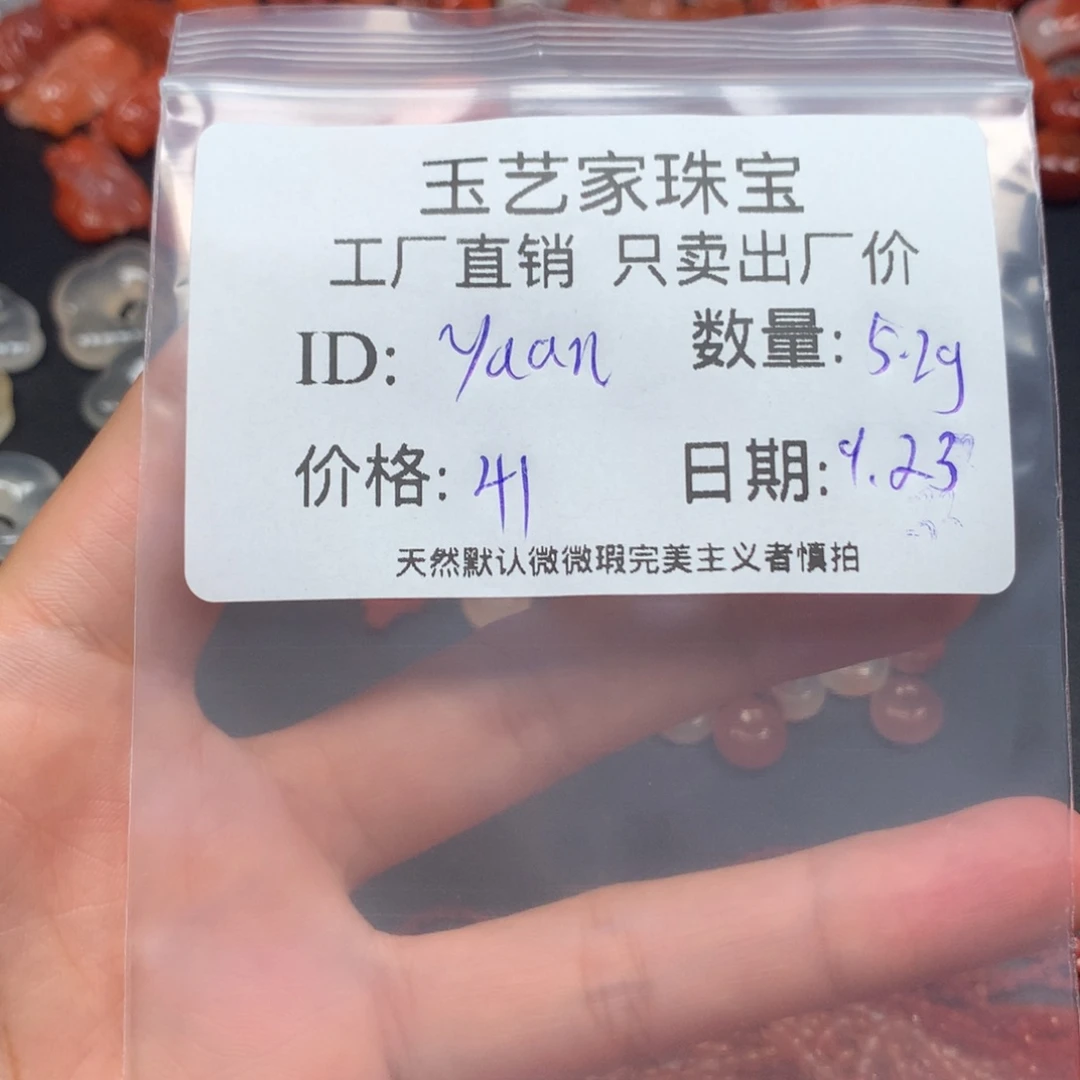 玉艺家珠宝
工厂直销 只卖出厂价
ID: Yaan 数量: 5.2g
价格: 41 日期: 9.23
天然默认微微瑕完美主义者慎拍